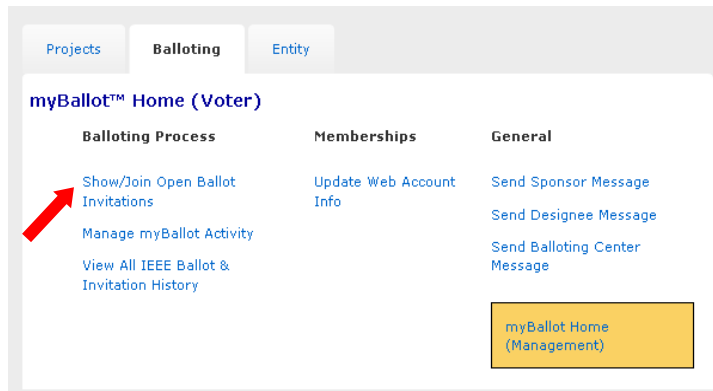 Projects
Balloting
Entity
myBallot™ Home (Voter)
Balloting Process
Show/Join Open Ballot
Invitations
Manage myBallot Activity
View All IEEE Ballot &
Invitation History
Memberships
Update Web Account
Info
General
Send Sponsor Message
Send Designee Message
Send Balloting Center
Message
myBallot Home
(Management)